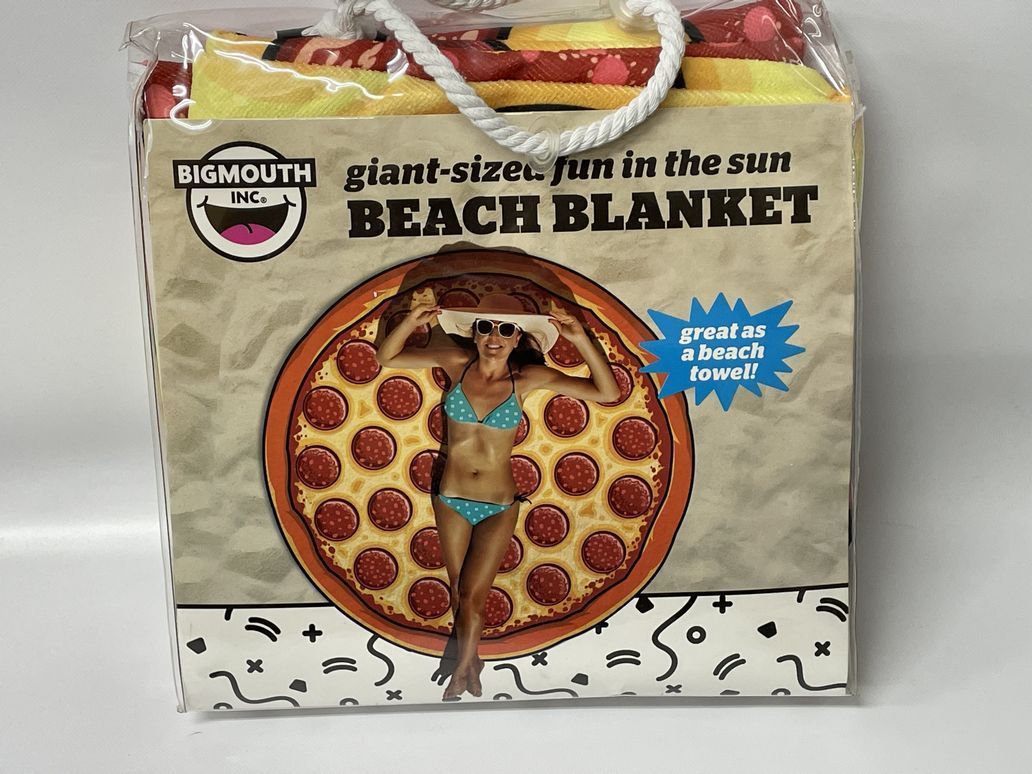 BIGMOUTH
INC®
giant-sized fun in the sun
BEACH BLANKET
great as
a beach
towel!